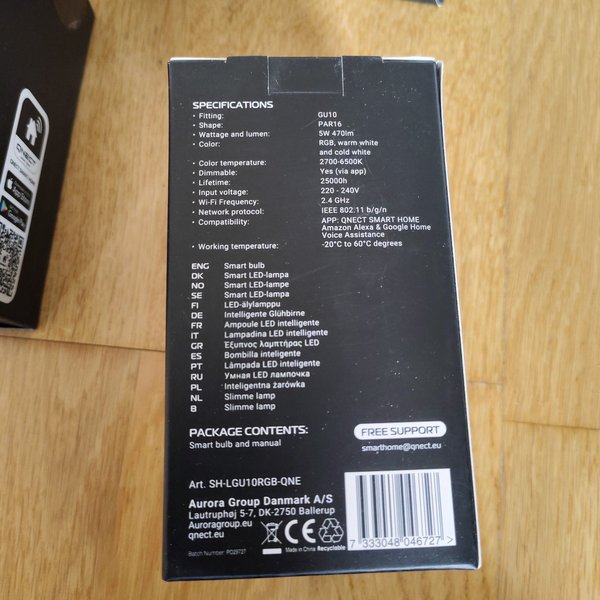 SPECIFICATIONS
• Fitting: GU10
• Shape: PAR16
• Wattage and lumen: 5W 470lm
• Color: RGB, warm white
and cold white
• Color temperature: 2700-6500K
• Dimmable: Yes (via app)
• Lifetime: 25000h
• Input voltage: 220 - 240V
• Wi-Fi Frequency: 2.4 GHz
• Network protocol: IEEE 802.11 b/g/n
• Compatibility: APP: QNECT SMART HOME
Amazon Alexa & Google Home
Voice Assistance
• Working temperature: -20°C to 60°C degrees
ENG Smart bulb
DK Smart LED-lampa
NO Smart LED-lampe
SE Smart LED-lampa
FI LED-älylamppu
DE Intelligente Glühbirne
FR Ampoule LED intelligente
IT Lampadina LED intelligente
GR Έξυπνος λαμπτήρας LED
ES Bombilla inteligente
PT Lâmpada LED inteligente
RU Умная LED лампочка
PL Inteligentna żarówka
NL Slimme lamp
B Slimme lamp
PACKAGE CONTENTS:
Smart bulb and manual
FREE SUPPORT
smarthome@qnect.eu
Art. SH-LGU10RGB-QNE
Aurora Group Danmark A/S
Lautruphøj 5-7, DK-2750 Ballerup
Auroragroup.eu
qnect.eu
CE
Made in China Recyclable
Batch Number: PO29727
7 333048 046727 >
QNECT